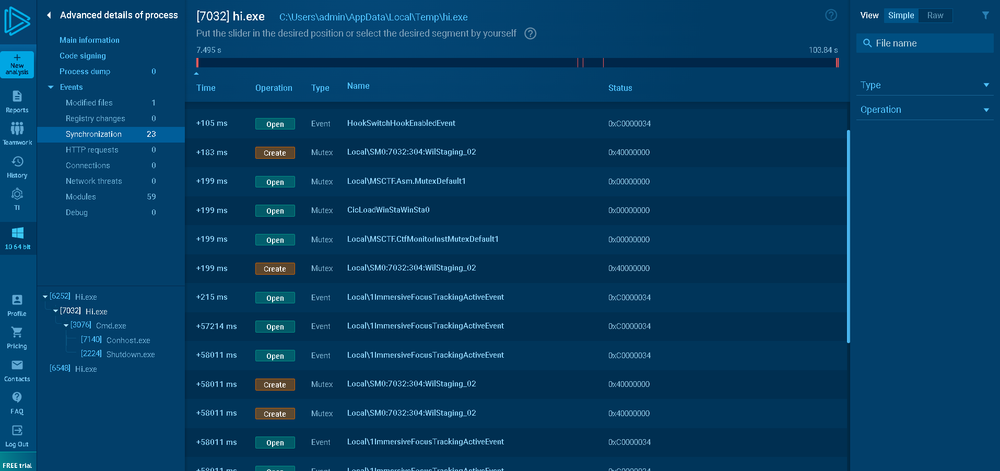 Advanced details of process
Main information
Code signing
Process dump 0
Events
Modified files 1
Registry changes 0
Synchronization 23
HTTP requests 0
Connections 0
Network threats 0
Modules 59
Debug 0
[6252] Hi.exe
[7032] Hi.exe
[3076] Cmd.exe
[7140] Conhost.exe
[2224] Shutdown.exe
[6548] Hi.exe
+
New
analysis
Reports
Teamwork
History
TI
10 64 bit
Profile
Pricing
Contacts
FAQ
Log Out
FREE trial
[7032] hi.exe C:\Users\admin\AppData\Local\Temp\hi.exe
Put the slider in the desired position or select the desired segment by yourself ?
?
7.495 s 103.84 s
Time Operation Type Name Status
+105 ms Open Event HookSwitchHookEnabledEvent 0xC0000034
+183 ms Create Mutex Local\SM0:7032:304:WilStaging_02 0x40000000
+199 ms Open Mutex Local\MSCTF.Asm.MutexDefault1 0x00000000
+199 ms Open Mutex CicLoadWinStaWinSta0 0x00000000
+199 ms Open Mutex Local\MSCTF.CtfMonitorInstMutexDefault1 0x00000000
+199 ms Create Mutex Local\SM0:7032:304:WilStaging_02 0x40000000
+215 ms Open Event Local\1ImmersiveFocusTrackingActiveEvent 0xC0000034
+57214 ms Open Event Local\1ImmersiveFocusTrackingActiveEvent 0xC0000034
+58011 ms Open Event Local\1ImmersiveFocusTrackingActiveEvent 0xC0000034
+58011 ms Create Mutex Local\SM0:7032:304:WilStaging_02 0x40000000
+58011 ms Create Mutex Local\SM0:7032:304:WilStaging_02 0x40000000
+58011 ms Open Event Local\1ImmersiveFocusTrackingActiveEvent 0xC0000034
+58011 ms Open Event Local\1ImmersiveFocusTrackingActiveEvent 0xC0000034
View Simple Raw
File name
Type
Operation